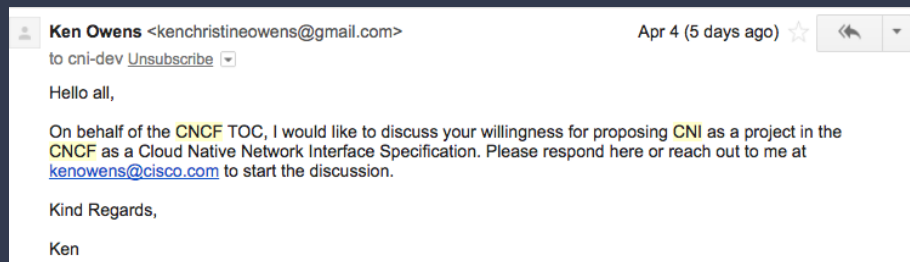 Ken Owens <kenchristineowens@gmail.com> Apr 4 (5 days ago)
to cni-dev Unsubscribe
Hello all,
On behalf of the CNCF TOC, I would like to discuss your willingness for proposing CNI as a project in the
CNCF as a Cloud Native Network Interface Specification. Please respond here or reach out to me at
kenowens@cisco.com to start the discussion.
Kind Regards,
Ken